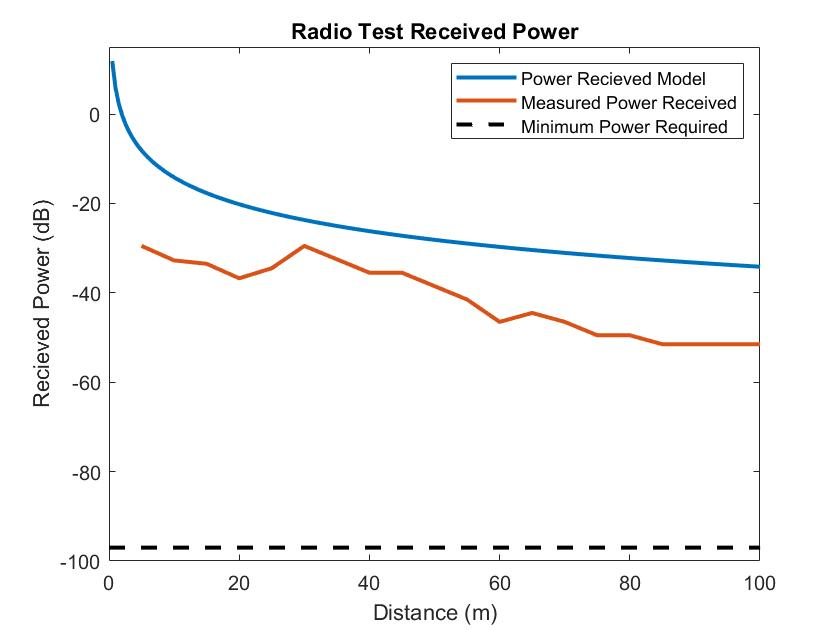 Radio Test Received Power
Power Recieved Model
Measured Power Received
Minimum Power Required
Recieved Power (dB)
0
-20
-40
-60
-80
-100
0 20 40 60 80 100
Distance (m)